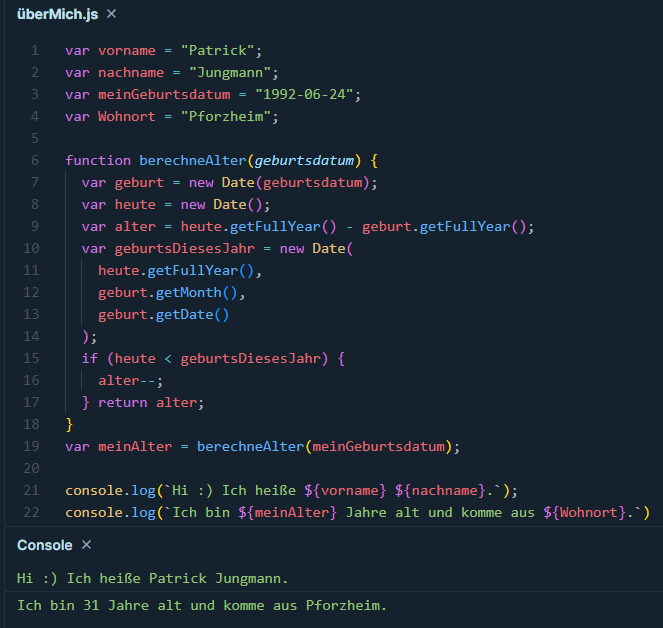 überMich.js ×
1 var vorname = "Patrick";
2 var nachname = "Jungmann";
3 var meinGeburtsdatum = "1992-06-24";
4 var Wohnort = "Pforzheim";
5
6 function berechneAlter(geburtsdatum) {
7   var geburt = new Date(geburtsdatum);
8   var heute = new Date();
9   var alter = heute.getFullYear() - geburt.getFullYear();
10   var geburtsDiesesJahr = new Date(
11     heute.getFullYear(),
12     geburt.getMonth(),
13     geburt.getDate()
14   );
15   if (heute < geburtsDiesesJahr) {
16     alter--;
17   } return alter;
18 }
19 var meinAlter = berechneAlter(meinGeburtsdatum);
20
21 console.log(`Hi :) Ich heiße ${vorname} ${nachname}.`);
22 console.log(`Ich bin ${meinAlter} Jahre alt und komme aus ${Wohnort}.`)
Console ×
Hi :) Ich heiße Patrick Jungmann.
Ich bin 31 Jahre alt und komme aus Pforzheim.